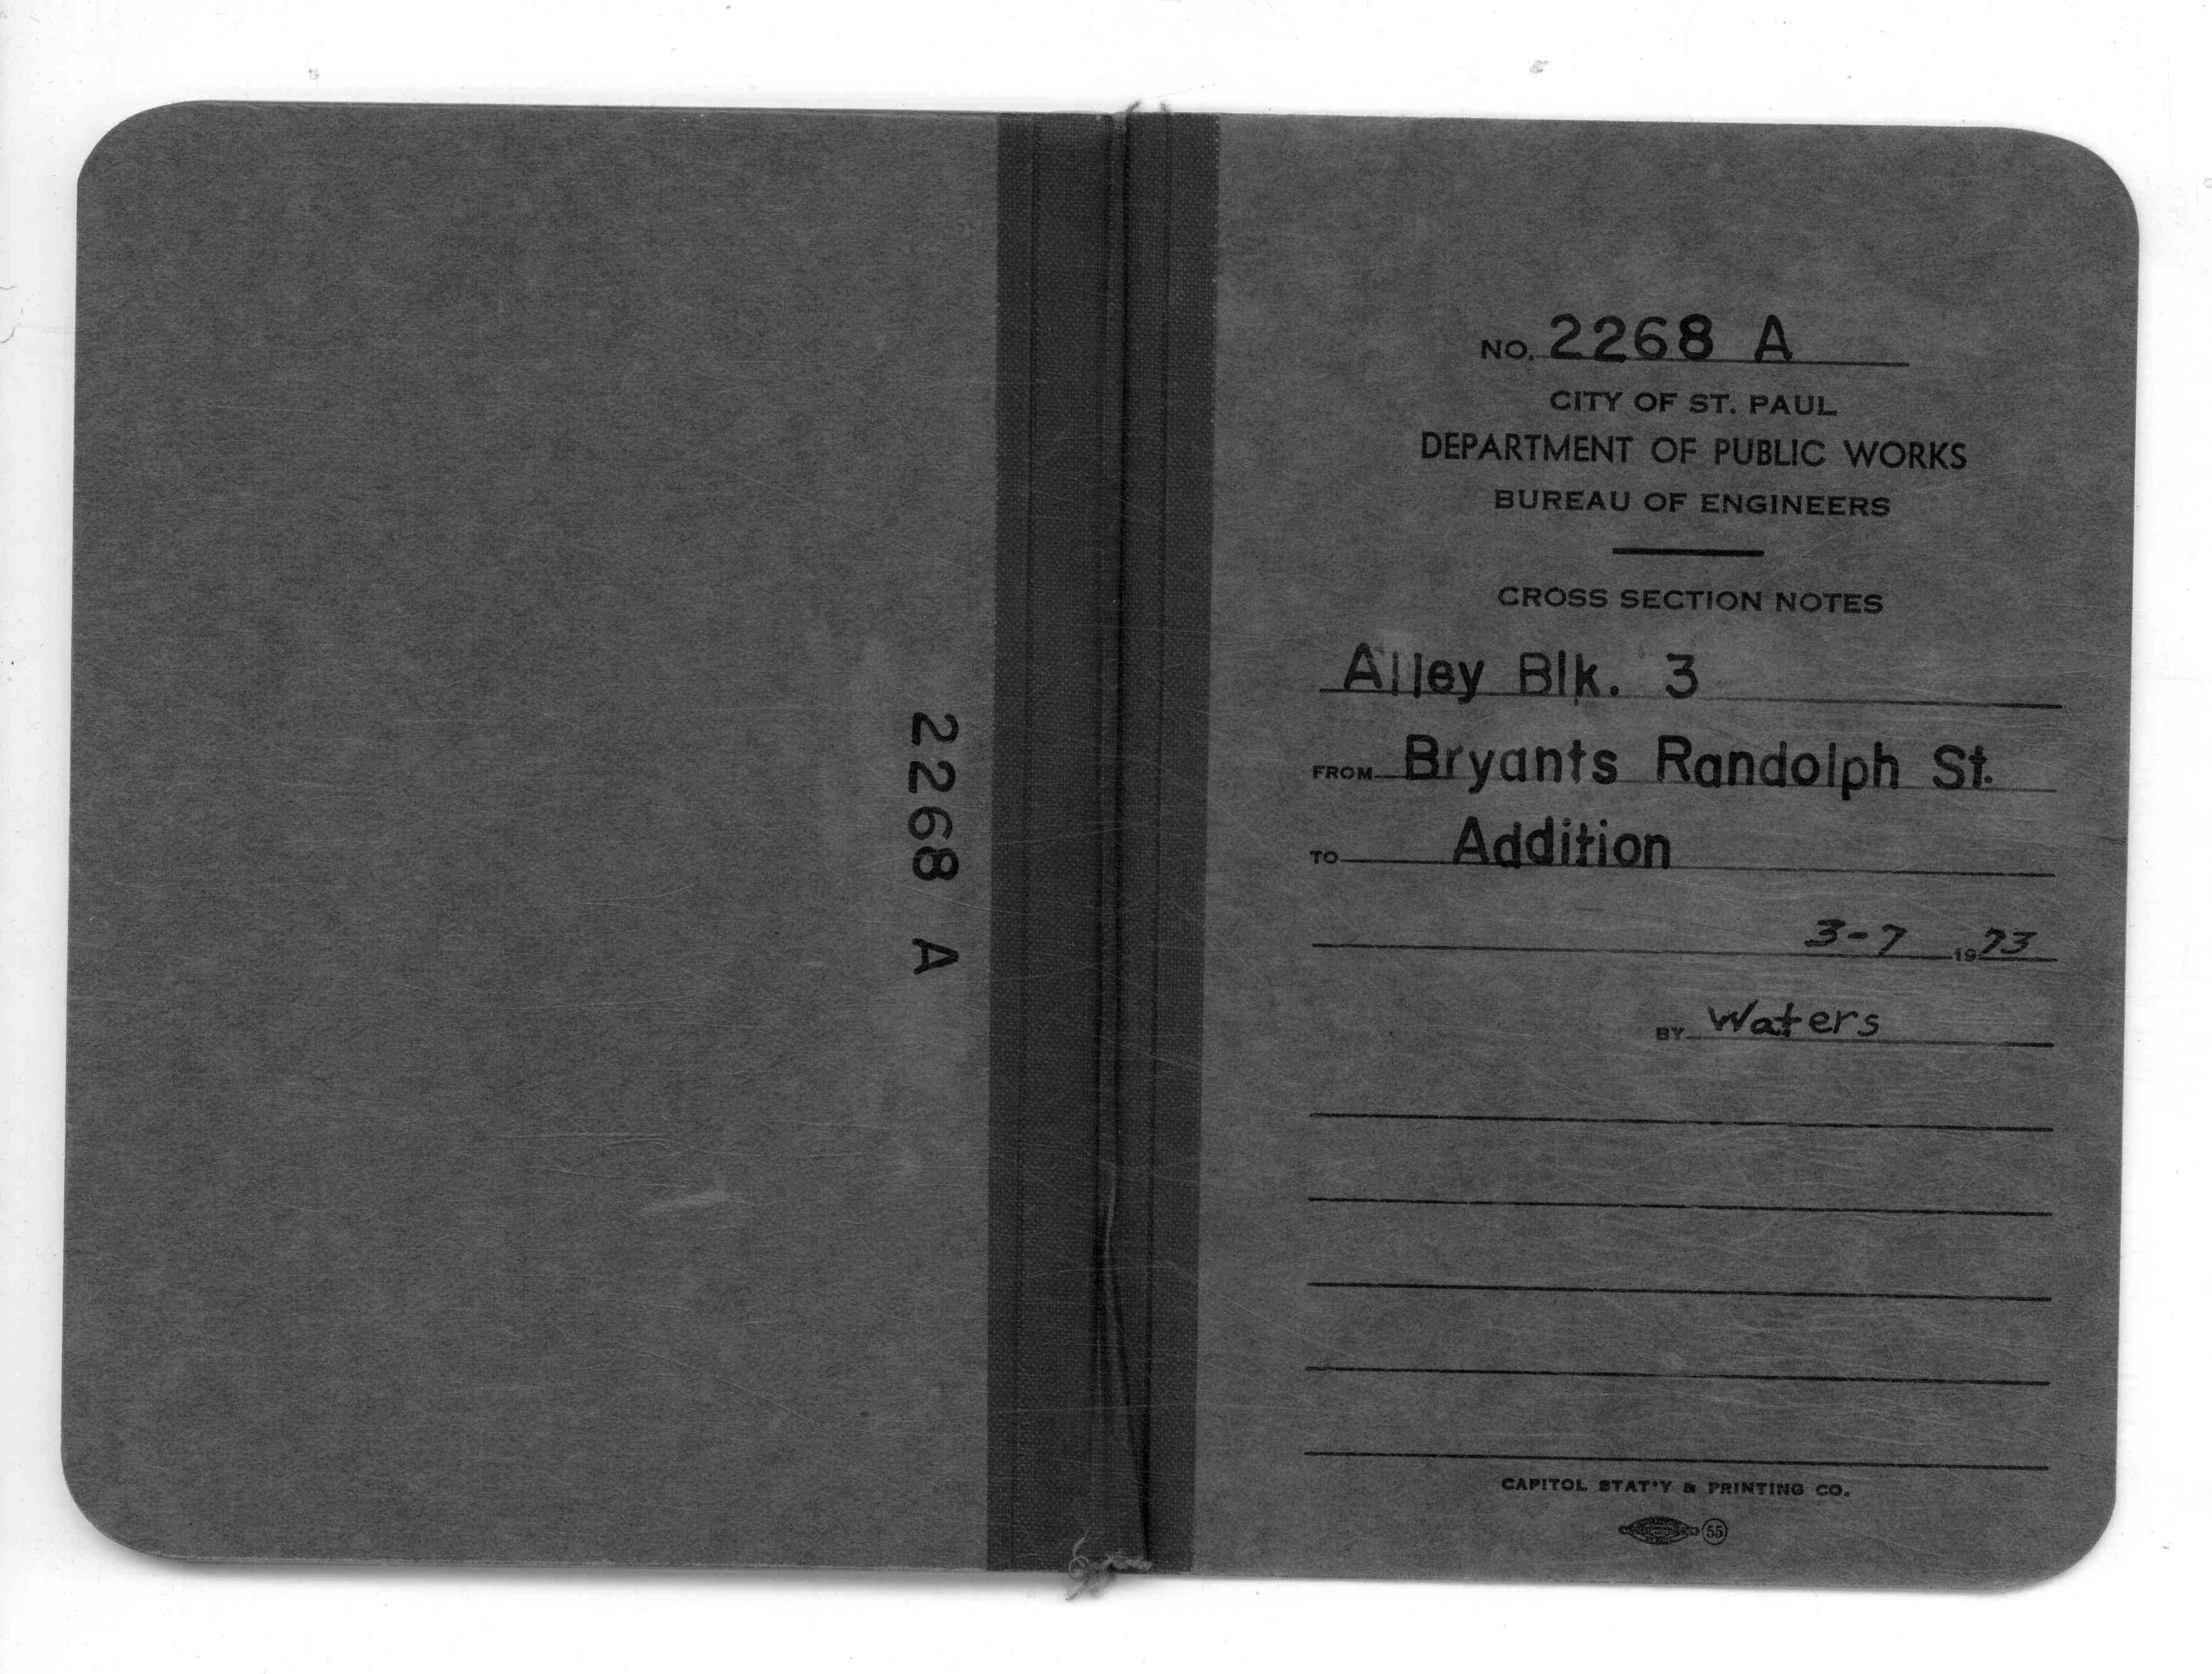 2268 A
NO. 2268 A
CITY OF ST. PAUL
DEPARTMENT OF PUBLIC WORKS
BUREAU OF ENGINEERS
CROSS SECTION NOTES
Alley Blk. 3
FROM Bryants Randolph St.
TO Addition
3-7 1973
BY Waters
CAPITOL STAT'Y & PRINTING CO.
55